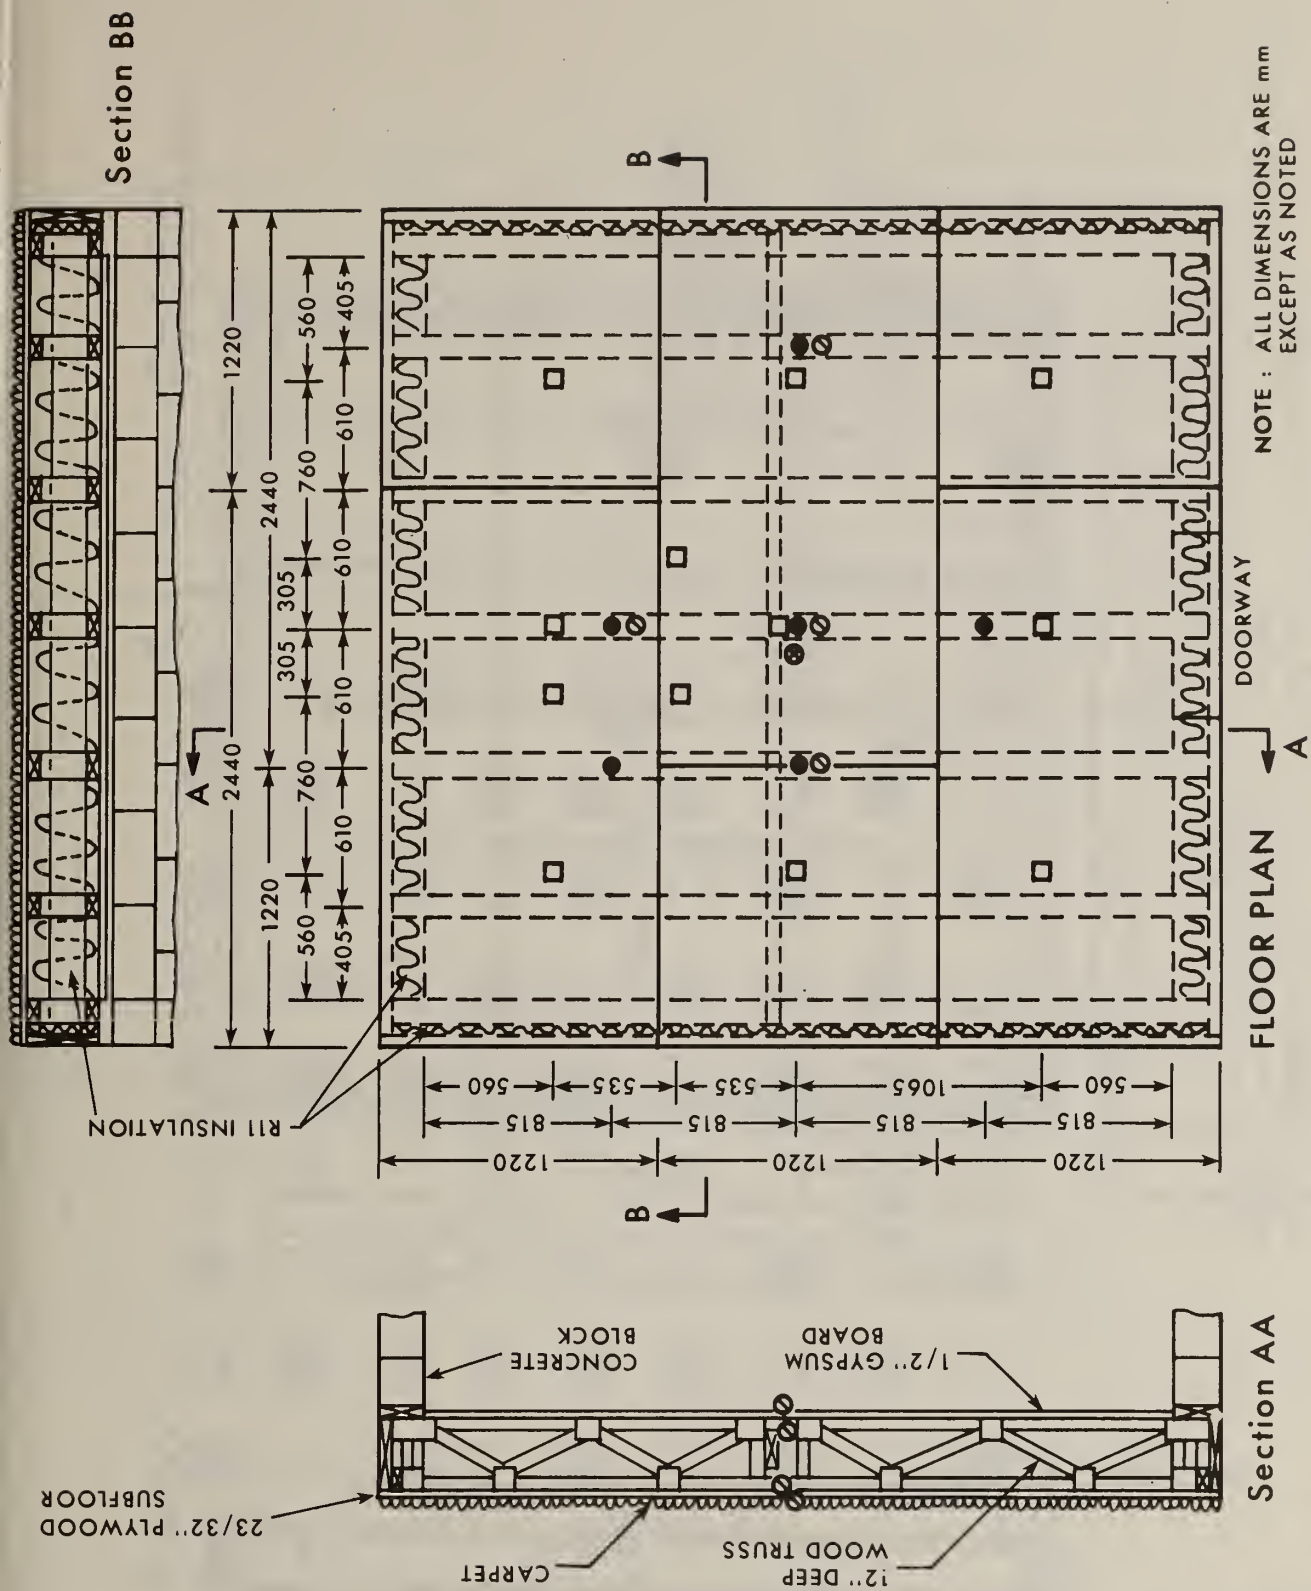 Section BB
1220
1220
2440
2440
560
760
305
305
760
560
405
610
610
610
610
405
A
B
R11 INSULATION
560
535
535
1065
560
815
815
815
815
1220
1220
1220
B
DOORWAY
A
FLOOR PLAN
NOTE : ALL DIMENSIONS ARE mm
EXCEPT AS NOTED
23/32" PLYWOOD
SUBFLOOR
CONCRETE
BLOCK
1/2" GYPSUM
BOARD
CARPET
12" DEEP
WOOD TRUSS
Section AA